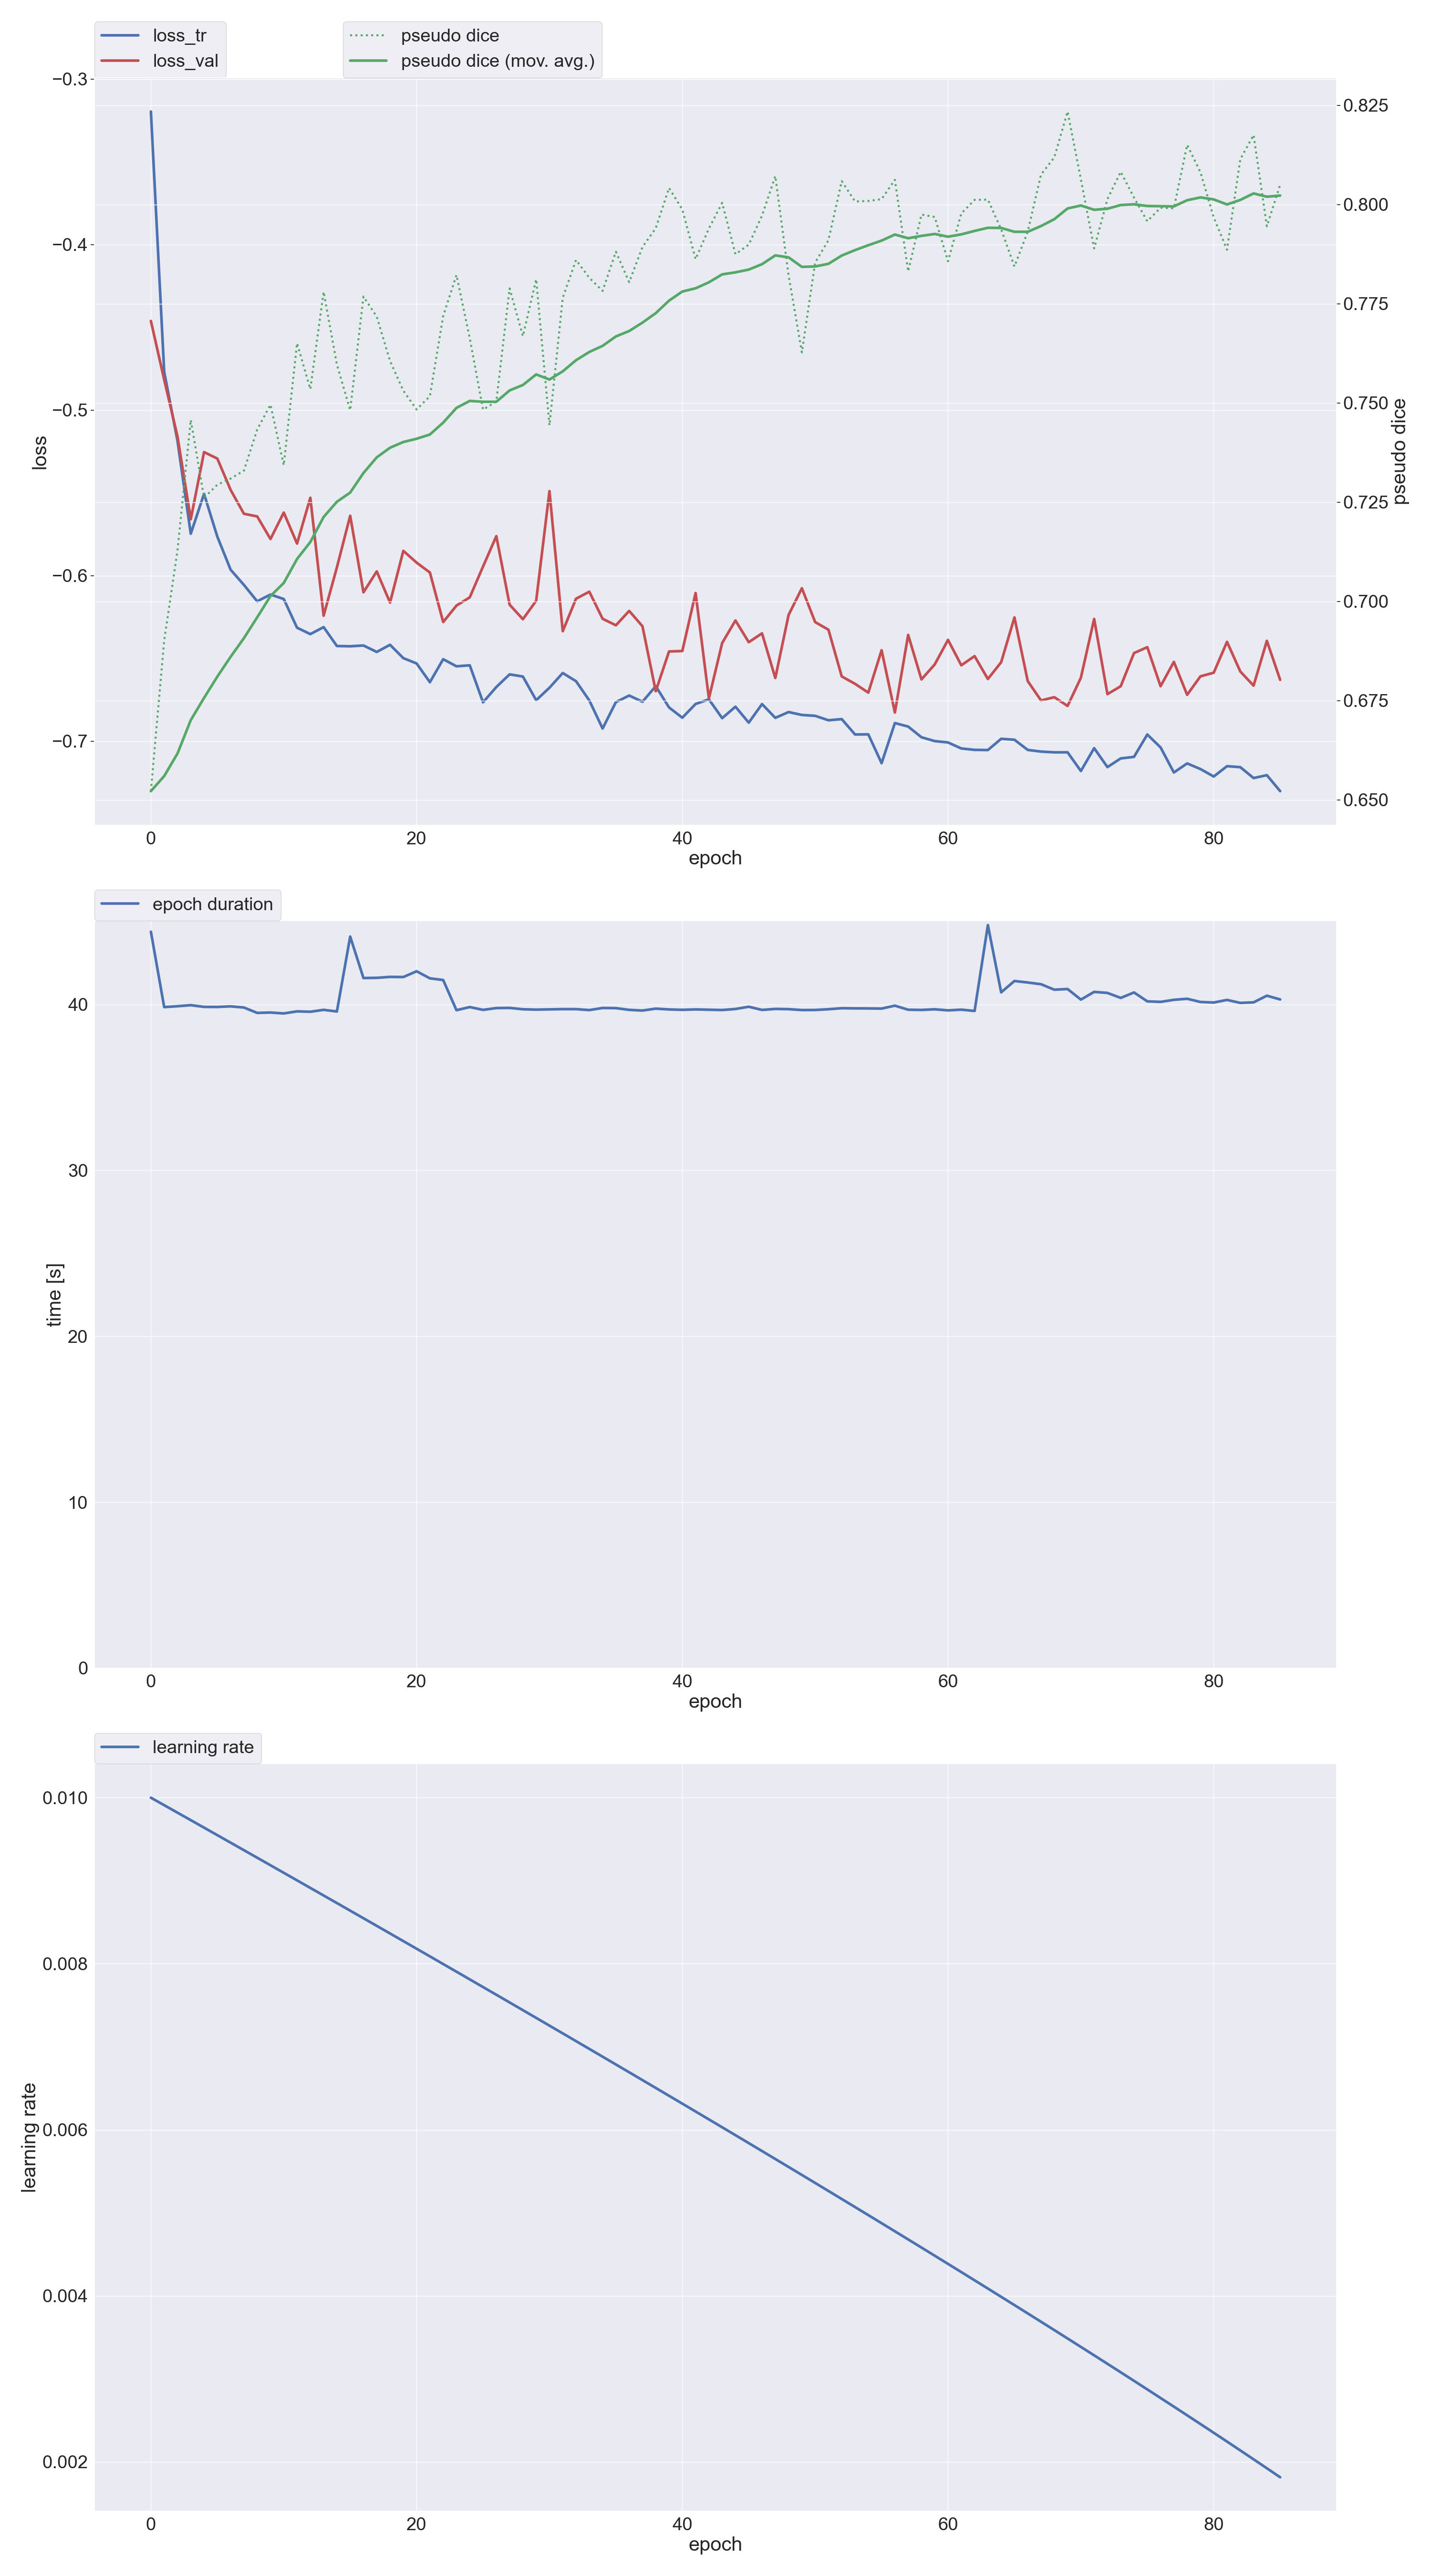 loss_tr
loss_val
pseudo dice
pseudo dice (mov. avg.)
−0.3
−0.4
−0.5
−0.6
−0.7
loss
0.825
0.800
0.775
0.750
0.725
0.700
0.675
0.650
pseudo dice
0 20 40 60 80
epoch
epoch duration
40
30
20
10
0
time [s]
0 20 40 60 80
epoch
learning rate
0.010
0.008
0.006
0.004
0.002
learning rate
0 20 40 60 80
epoch